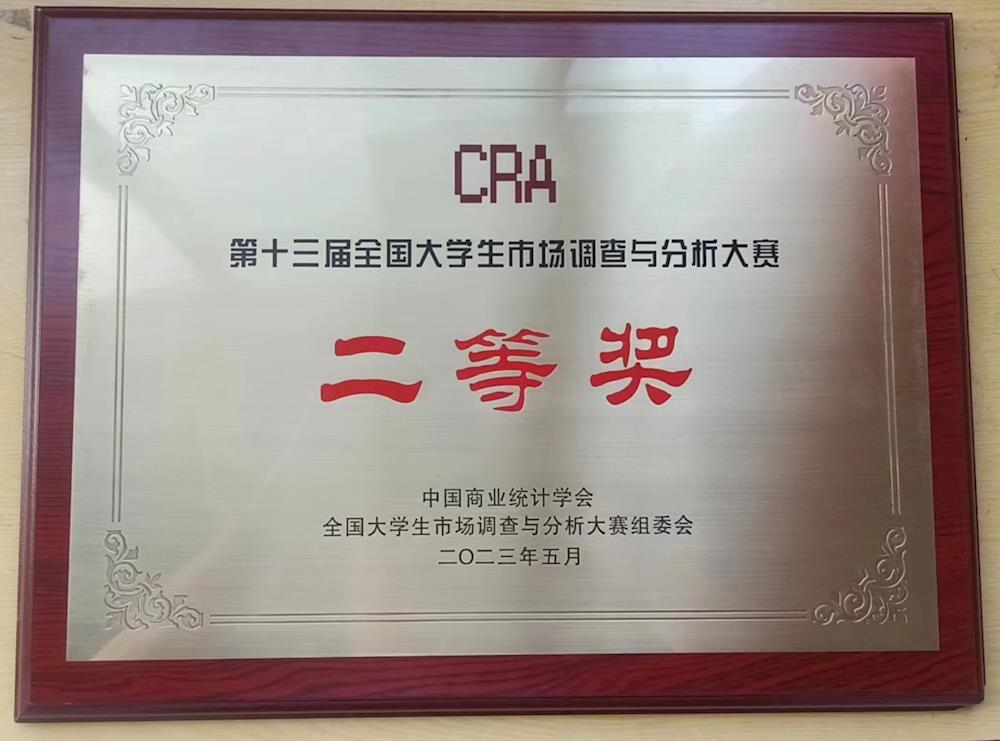 CRA
第十三届全国大学生市场调查与分析大赛
二等奖
中国商业统计学会
全国大学生市场调查与分析大赛组委会
二〇二三年五月